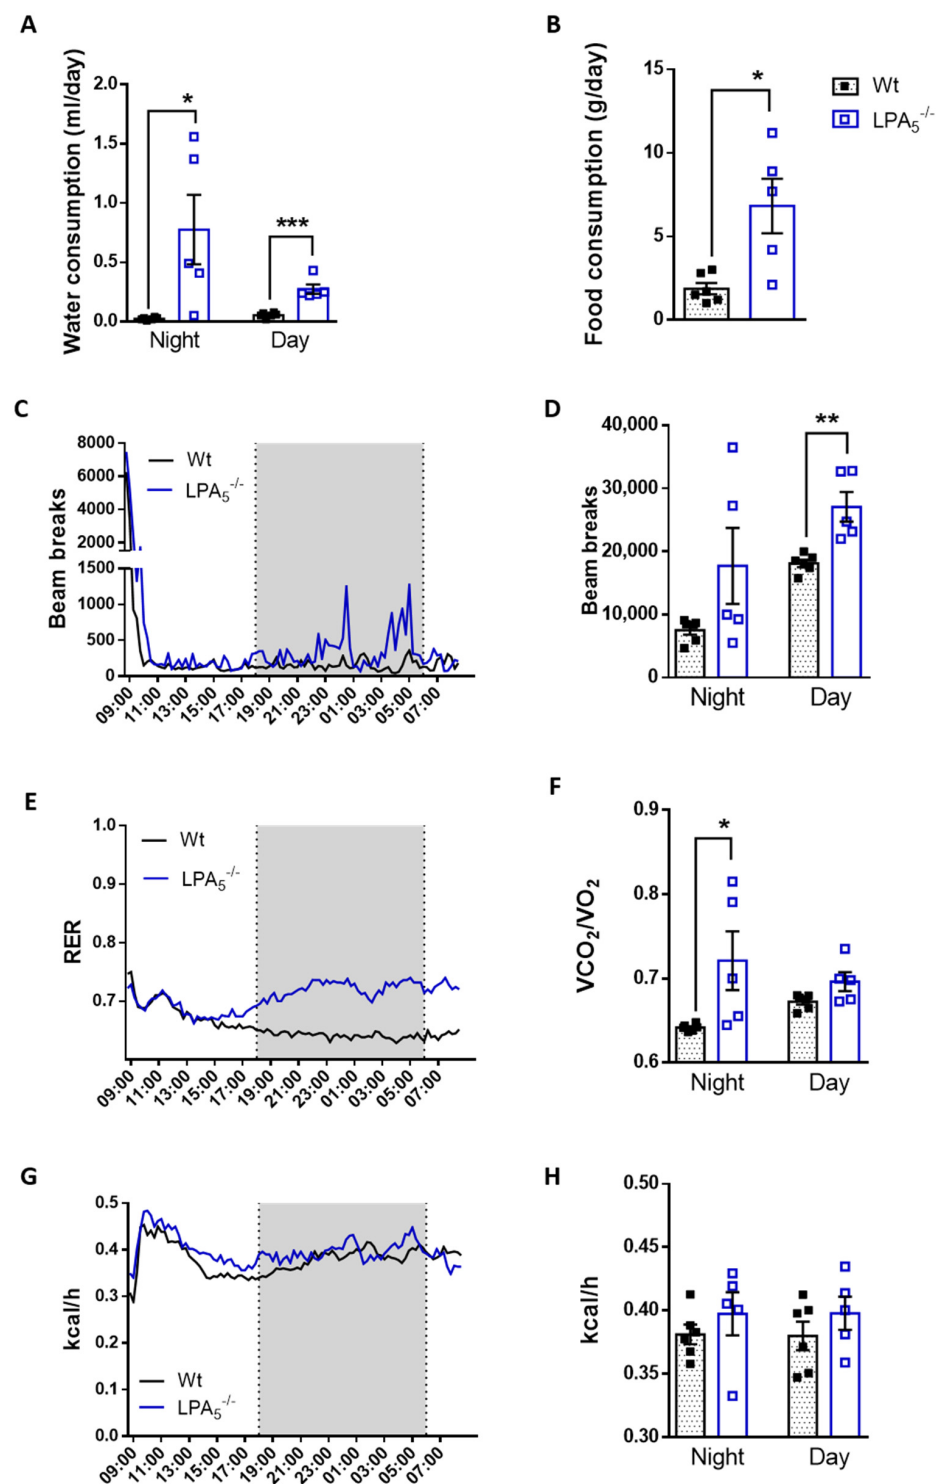 A
Water consumption (ml/day)
2.0
1.5
1.0
0.5
0.0
*
***
Night
Day
B
Food consumption (g/day)
15
10
5
0
*
Wt
LPA₅⁻/⁻
C
Beam breaks
8000
6000
4000
2000
1500
1000
500
0
Wt
LPA₅⁻/⁻
09:00
11:00
13:00
15:00
17:00
19:00
21:00
23:00
01:00
03:00
05:00
07:00
D
Beam breaks
40,000
30,000
20,000
10,000
0
**
Night
Day
E
RER
1.0
0.9
0.8
0.7
Wt
LPA₅⁻/⁻
09:00
11:00
13:00
15:00
17:00
19:00
21:00
23:00
01:00
03:00
05:00
07:00
F
VCO₂/VO₂
0.9
0.8
0.7
0.6
*
Night
Day
G
kcal/h
0.5
0.4
0.3
0.2
0.1
0.0
Wt
LPA₅⁻/⁻
09:00
11:00
13:00
15:00
17:00
19:00
21:00
23:00
01:00
03:00
05:00
07:00
H
kcal/h
0.50
0.45
0.40
0.35
0.30
Night
Day